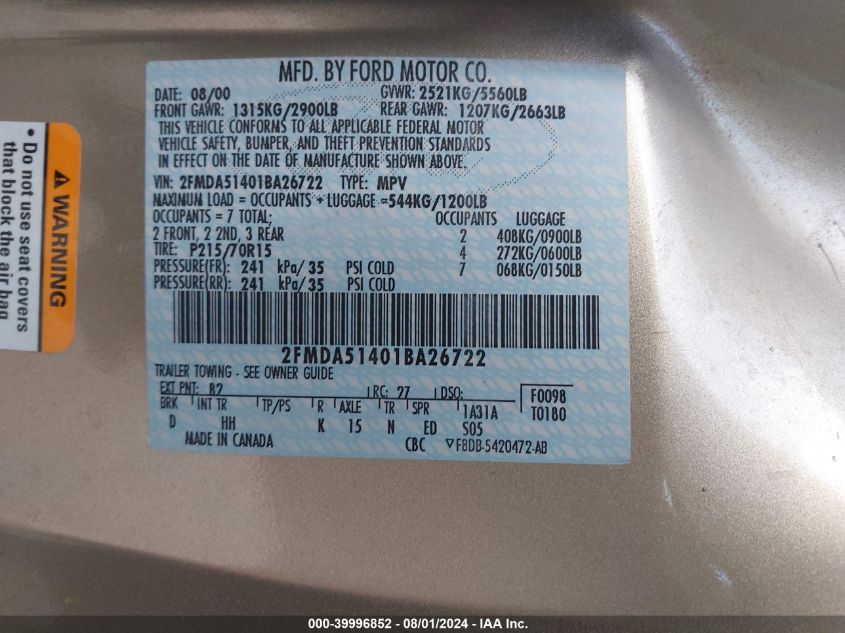 MFD. BY FORD MOTOR CO.
DATE: 08/00 GVWR: 2521KG/5560LB
FRONT GAWR: 1315KG/2900LB REAR GAWR: 1207KG/2663LB
THIS VEHICLE CONFORMS TO ALL APPLICABLE FEDERAL MOTOR
VEHICLE SAFETY, BUMPER, AND THEFT PREVENTION STANDARDS
IN EFFECT ON THE DATE OF MANUFACTURE SHOWN ABOVE.
VIN: 2FMDA51401BA26722 TYPE: MPV
MAXIMUM LOAD = OCCUPANTS + LUGGAGE =544KG/1200LB
OCCUPANTS = 7 TOTAL; OCCUPANTS LUGGAGE
2 FRONT, 2 2ND, 3 REAR 2 408KG/0900LB
TIRE: P215/70R15 4 272KG/0600LB
PRESSURE(FR): 241 kPa/35 PSI COLD 7 068KG/0150LB
PRESSURE(RR): 241 kPa/35 PSI COLD
2FMDA51401BA26722
TRAILER TOWING - SEE OWNER GUIDE
EXT PNT: B2 RC: 27 DSO: F0098
BRK INT TR TP/PS R AXLE TR SPR 1A31A T0180
D HH K 15 N ED S05
MADE IN CANADA CBC ▽F8DB-5420472-AB
⚠ WARNING
• Do not use seat covers
that block the air bag
000-39996852 - 08/01/2024 - IAA Inc.